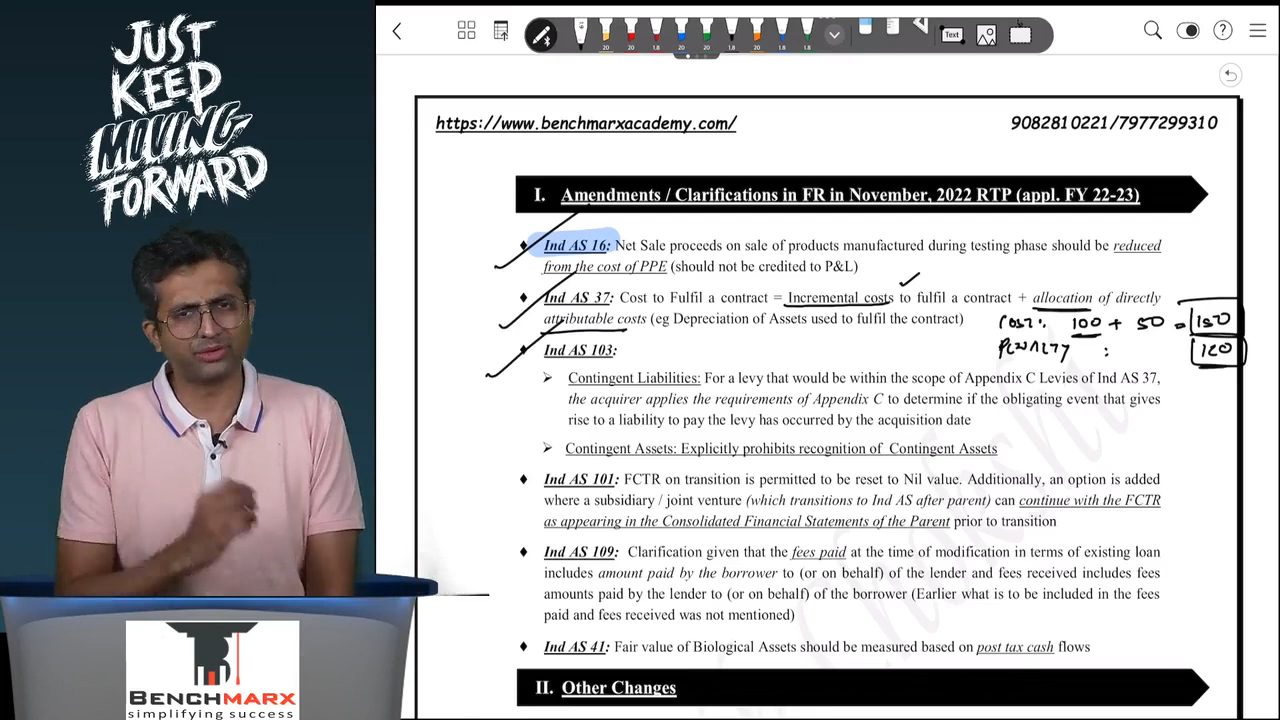 JUST
KEEP
MOVING
FORWARD
20 20 1.8 20 20 1.8 20 1.8 1.8
Text
https://www.benchmarxacademy.com/ 9082810221/7977299310
I. Amendments / Clarifications in FR in November, 2022 RTP (appl. FY 22-23)
♦ Ind AS 16: Net Sale proceeds on sale of products manufactured during testing phase should be reduced
from the cost of PPE (should not be credited to P&L)
♦ Ind AS 37: Cost to Fulfil a contract = Incremental costs to fulfil a contract + allocation of directly
attributable costs (eg Depreciation of Assets used to fulfil the contract)
Cost: 100 + 50 = 150
Penalty : 120
♦ Ind AS 103:
➢ Contingent Liabilities: For a levy that would be within the scope of Appendix C Levies of Ind AS 37,
the acquirer applies the requirements of Appendix C to determine if the obligating event that gives
rise to a liability to pay the levy has occurred by the acquisition date
➢ Contingent Assets: Explicitly prohibits recognition of Contingent Assets
♦ Ind AS 101: FCTR on transition is permitted to be reset to Nil value. Additionally, an option is added
where a subsidiary / joint venture (which transitions to Ind AS after parent) can continue with the FCTR
as appearing in the Consolidated Financial Statements of the Parent prior to transition
♦ Ind AS 109: Clarification given that the fees paid at the time of modification in terms of existing loan
includes amount paid by the borrower to (or on behalf) of the lender and fees received includes fees
amounts paid by the lender to (or on behalf) of the borrower (Earlier what is to be included in the fees
paid and fees received was not mentioned)
♦ Ind AS 41: Fair value of Biological Assets should be measured based on post tax cash flows
II. Other Changes
BENCHMARX
simplifying success